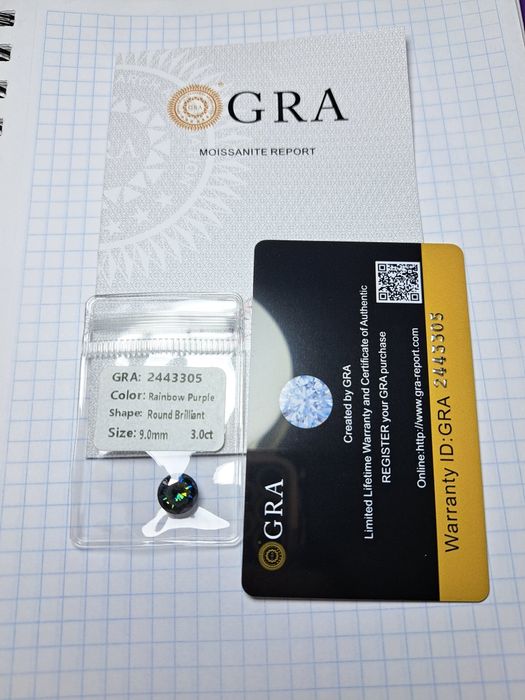 GRA
MOISSANITE REPORT
GRA: 2443305
Color: Rainbow Purple
Shape: Round Brilliant
Size: 9.0mm 3.0ct
GRA
Created by GRA
Limited Lifetime Warranty and Certificate of Authentic
REGISTER your GRA purchase
Online:http://www.gra-report.com
Warranty ID:GRA 2443305